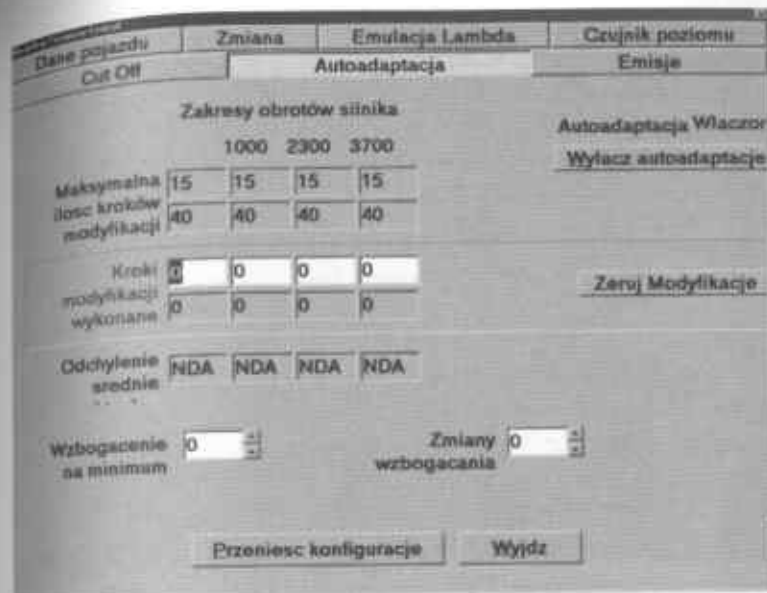 Dane pojazdu Zmiana Emulacja Lambda Czujnik poziomu
Cut Off Autoadaptacja Emisje
Zakresy obrotów silnika
1000 2300 3700
Autoadaptacja Wlaczon
Wylacz autoadaptacje
Maksymalna
ilosc kroków
modyfikacji
15 15 15 15
40 40 40 40
Kroki
modyfikacji
wykonane
0 0 0 0
0 0 0 0
Zeruj Modyfikacje
Odchylenie
srednie
NDA NDA NDA NDA
Wzbogacenie
na minimum
0
Zmiany
wzbogacania
0
Przeniesc konfiguracje Wyjdz